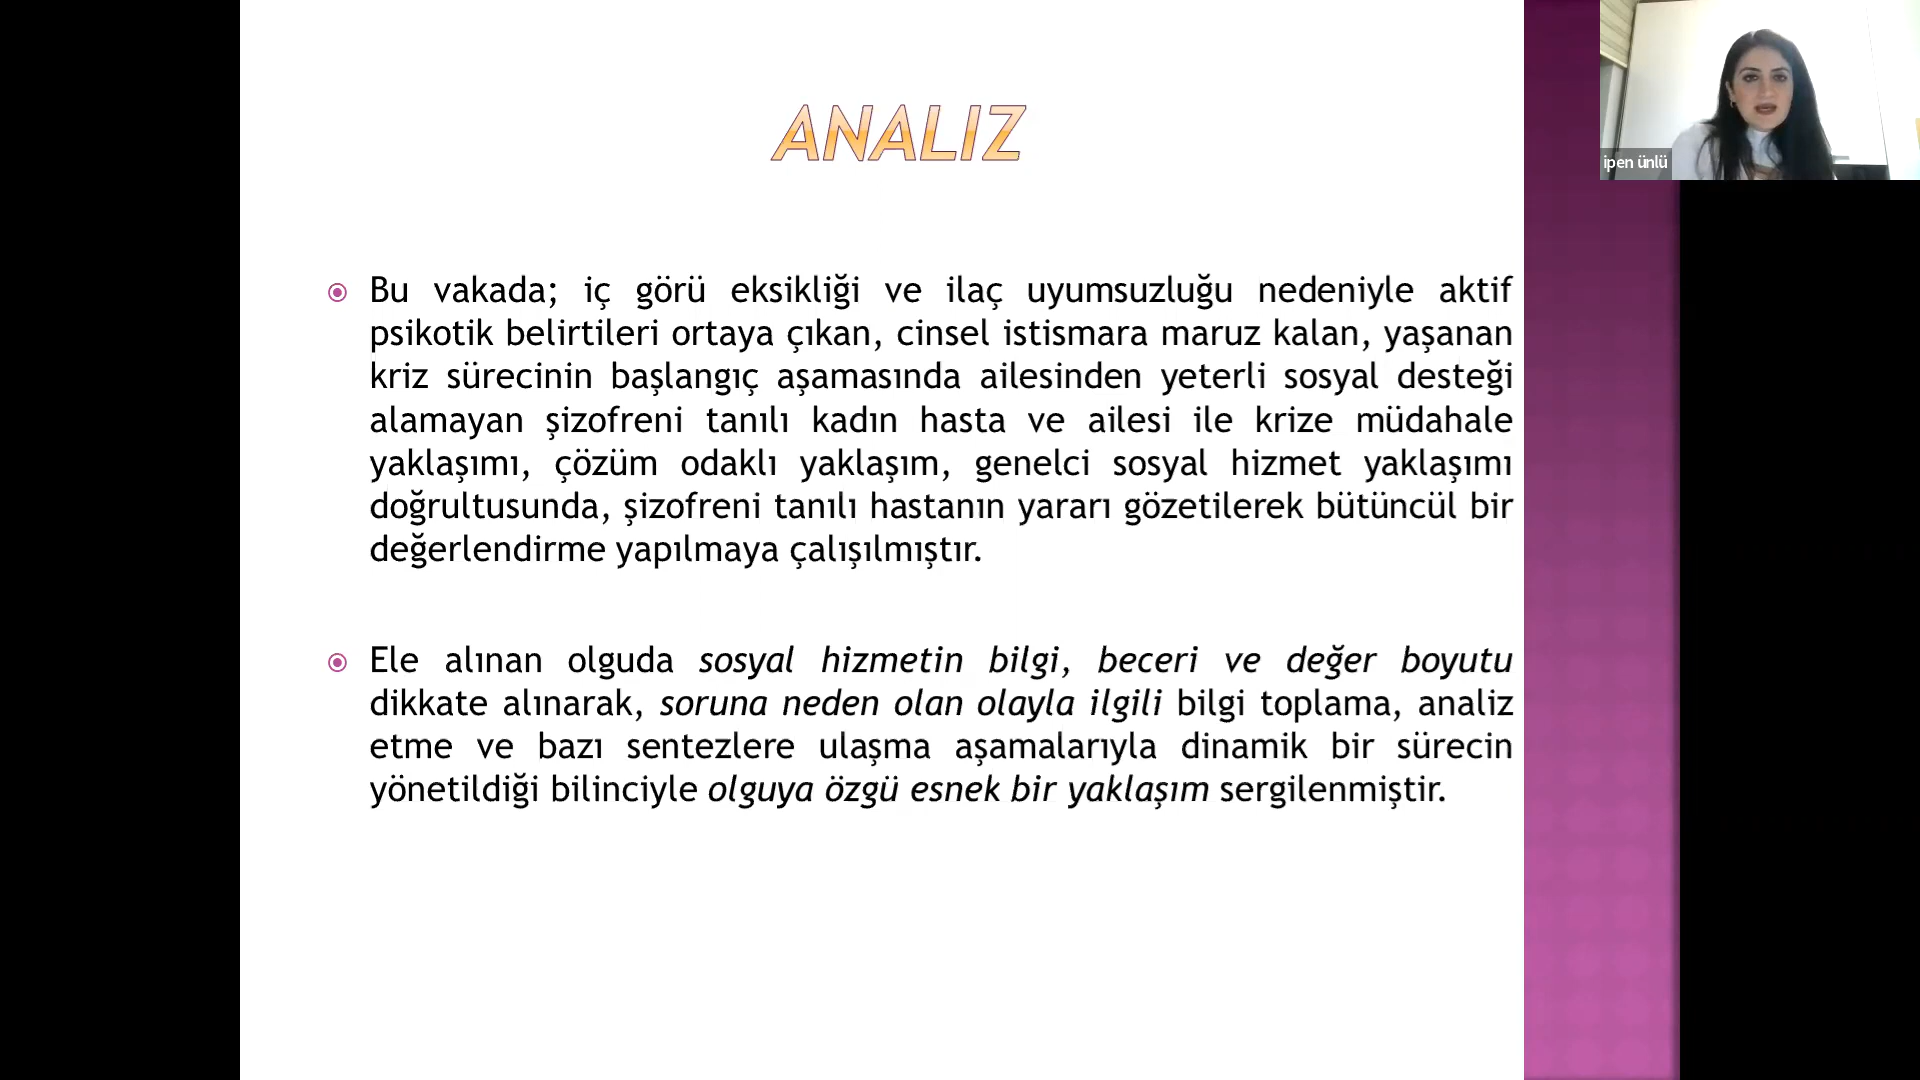 ANALIZ
Bu vakada; iç görü eksikliği ve ilaç uyumsuzluğu nedeniyle aktif
psikotik belirtileri ortaya çıkan, cinsel istismara maruz kalan, yaşanan
kriz sürecinin başlangıç aşamasında ailesinden yeterli sosyal desteği
alamayan şizofreni tanılı kadın hasta ve ailesi ile krize müdahale
yaklaşımı, çözüm odaklı yaklaşım, genelci sosyal hizmet yaklaşımı
doğrultusunda, şizofreni tanılı hastanın yararı gözetilerek bütüncül bir
değerlendirme yapılmaya çalışılmıştır.
Ele alınan olguda sosyal hizmetin bilgi, beceri ve değer boyutu
dikkate alınarak, soruna neden olan olayla ilgili bilgi toplama, analiz
etme ve bazı sentezlere ulaşma aşamalarıyla dinamik bir sürecin
yönetildiği bilinciyle olguya özgü esnek bir yaklaşım sergilenmiştir.
ipen ünlü